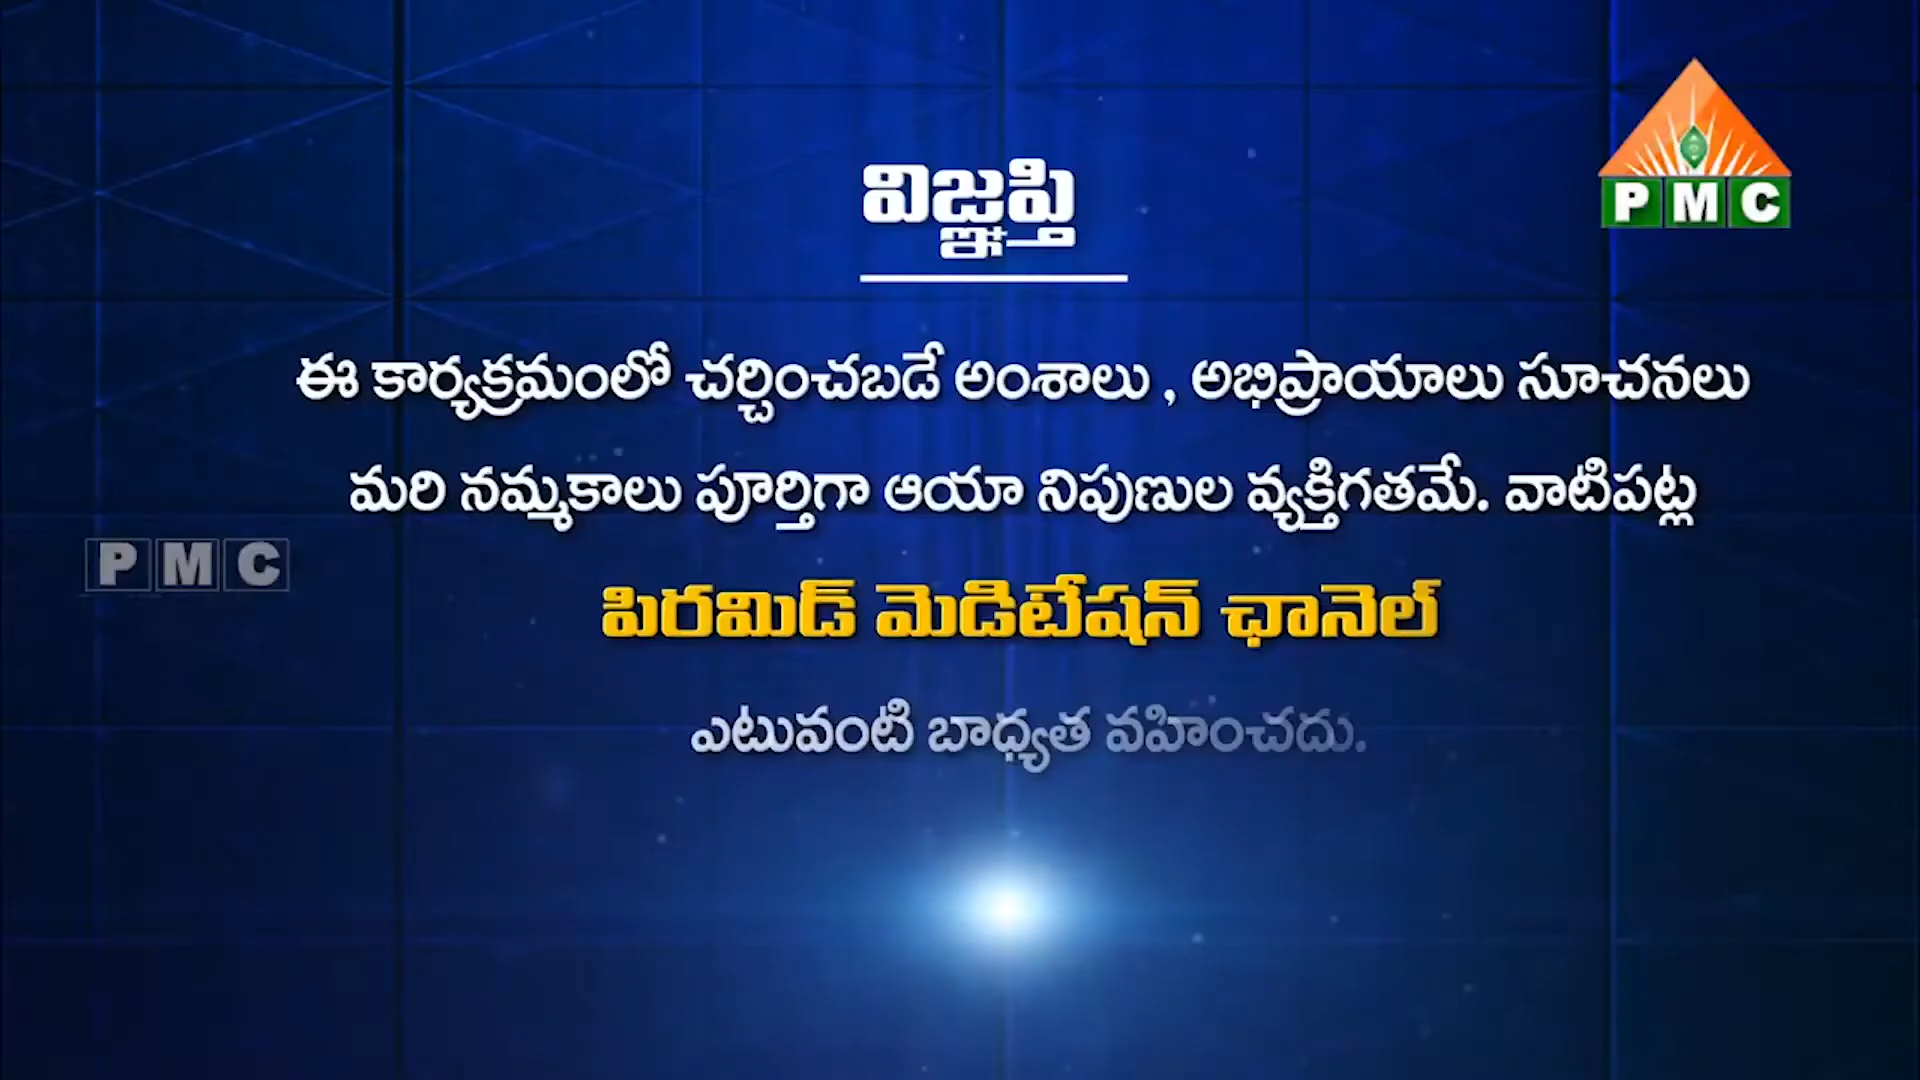 విజ్ఞప్తి
PMC
ఈ కార్యక్రమంలో చర్చించబడే అంశాలు , అభిప్రాయాలు సూచనలు
మరి నమ్మకాలు పూర్తిగా ఆయా నిపుణుల వ్యక్తిగతమే. వాటిపట్ల
PMC
పిరమిడ్ మెడిటేషన్ ఛానెల్
ఎటువంటి బాధ్యత వహించదు.